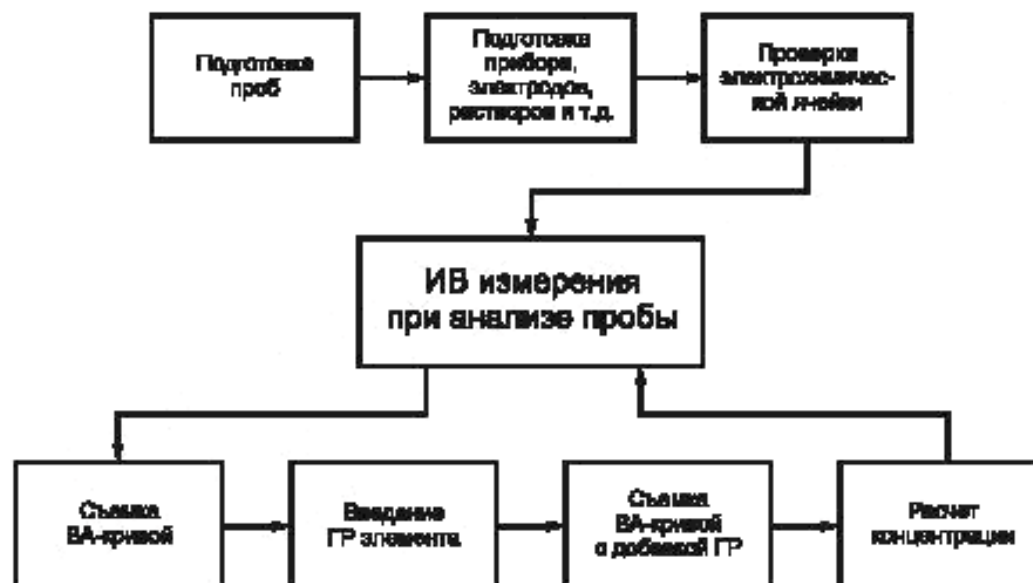 Подготовка
проб
Подготовка
прибора,
электродов,
растворов и т.д.
Проверка
электрохимичес-
кой ячейки
ИВ измерения
при анализе пробы
Съемка
ВА-кривой
Введение
ГР элемента
Съемка
ВА-кривой
с добавкой ГР
Расчет
концентрации